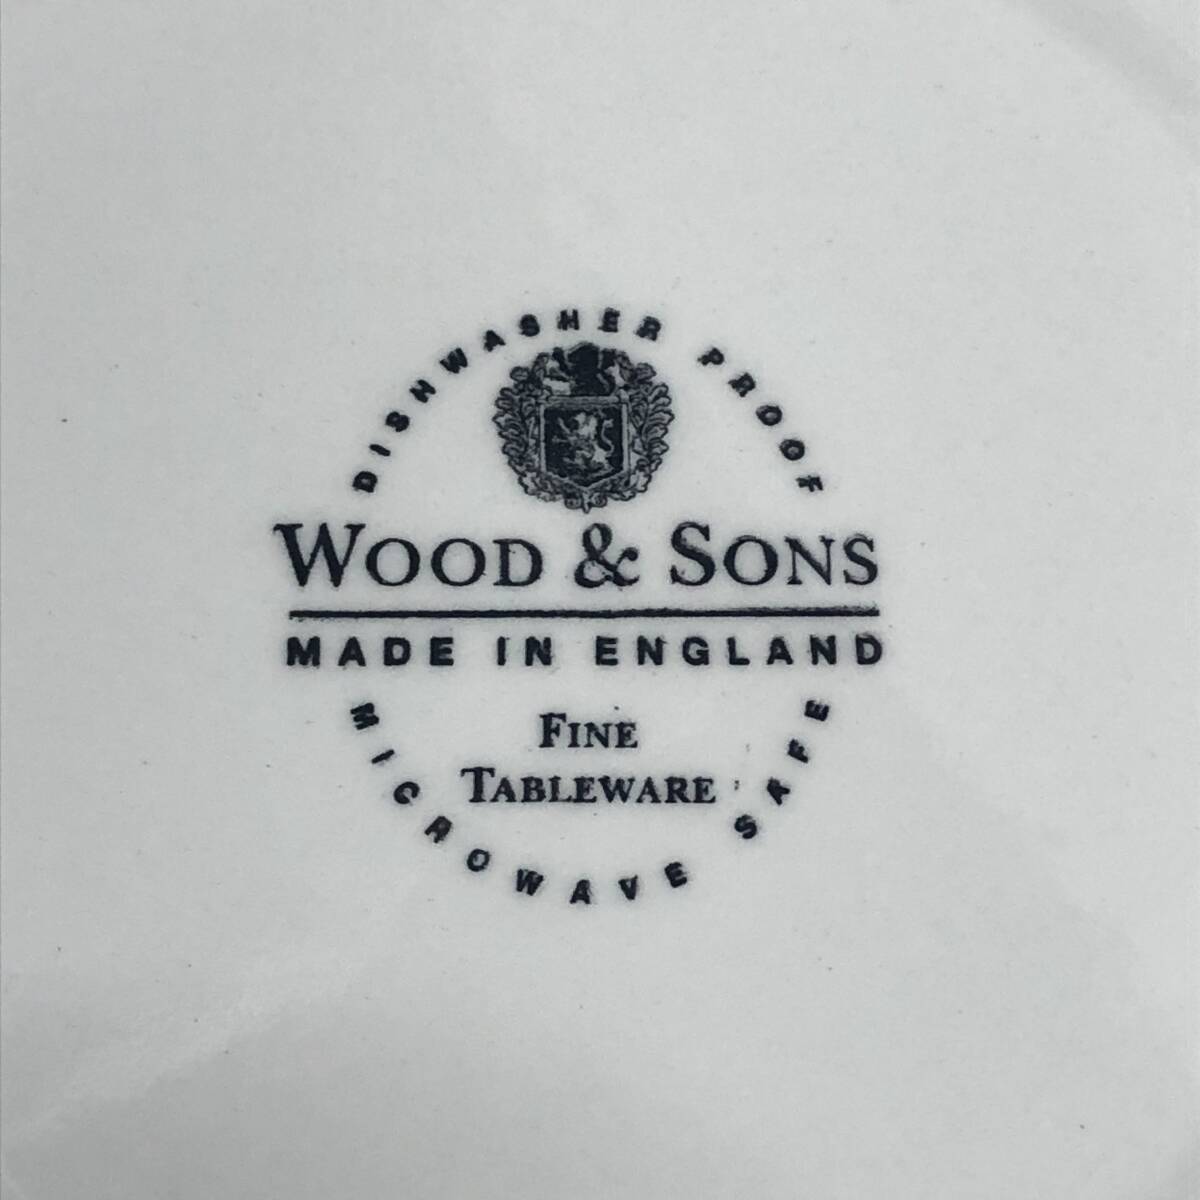 DISHWASHER PROOF
WOOD & SONS
MADE IN ENGLAND
FINE
TABLEWARE
MICROWAVE SAFE